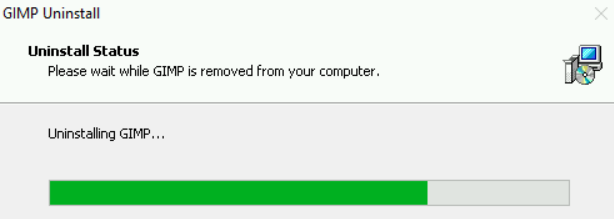 GIMP Uninstall
Uninstall Status
Please wait while GIMP is removed from your computer.
Uninstalling GIMP...